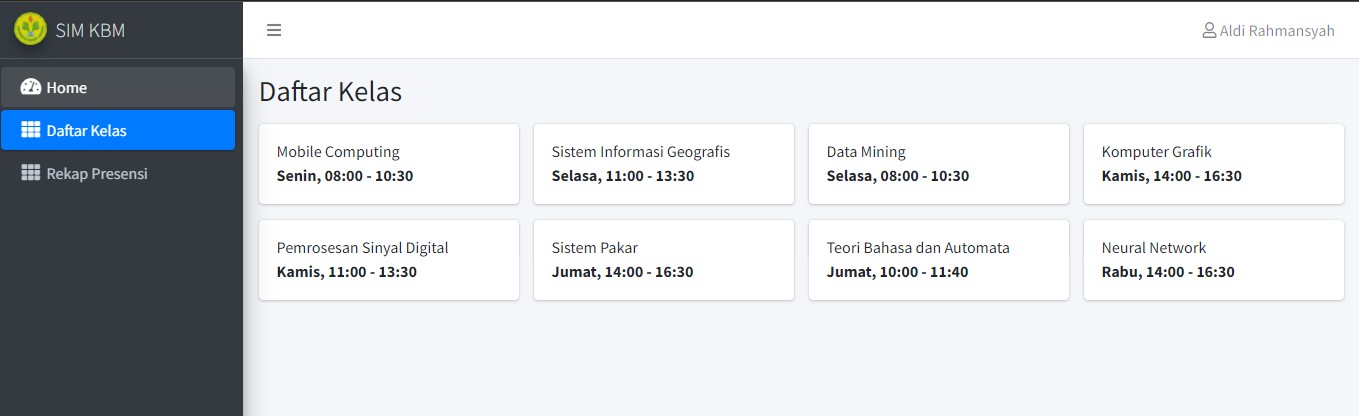 SIM KBM
Aldi Rahmansyah
Home
Daftar Kelas
Rekap Presensi
Daftar Kelas
Mobile Computing
Senin, 08:00 - 10:30
Sistem Informasi Geografis
Selasa, 11:00 - 13:30
Data Mining
Selasa, 08:00 - 10:30
Komputer Grafik
Kamis, 14:00 - 16:30
Pemrosesan Sinyal Digital
Kamis, 11:00 - 13:30
Sistem Pakar
Jumat, 14:00 - 16:30
Teori Bahasa dan Automata
Jumat, 10:00 - 11:40
Neural Network
Rabu, 14:00 - 16:30